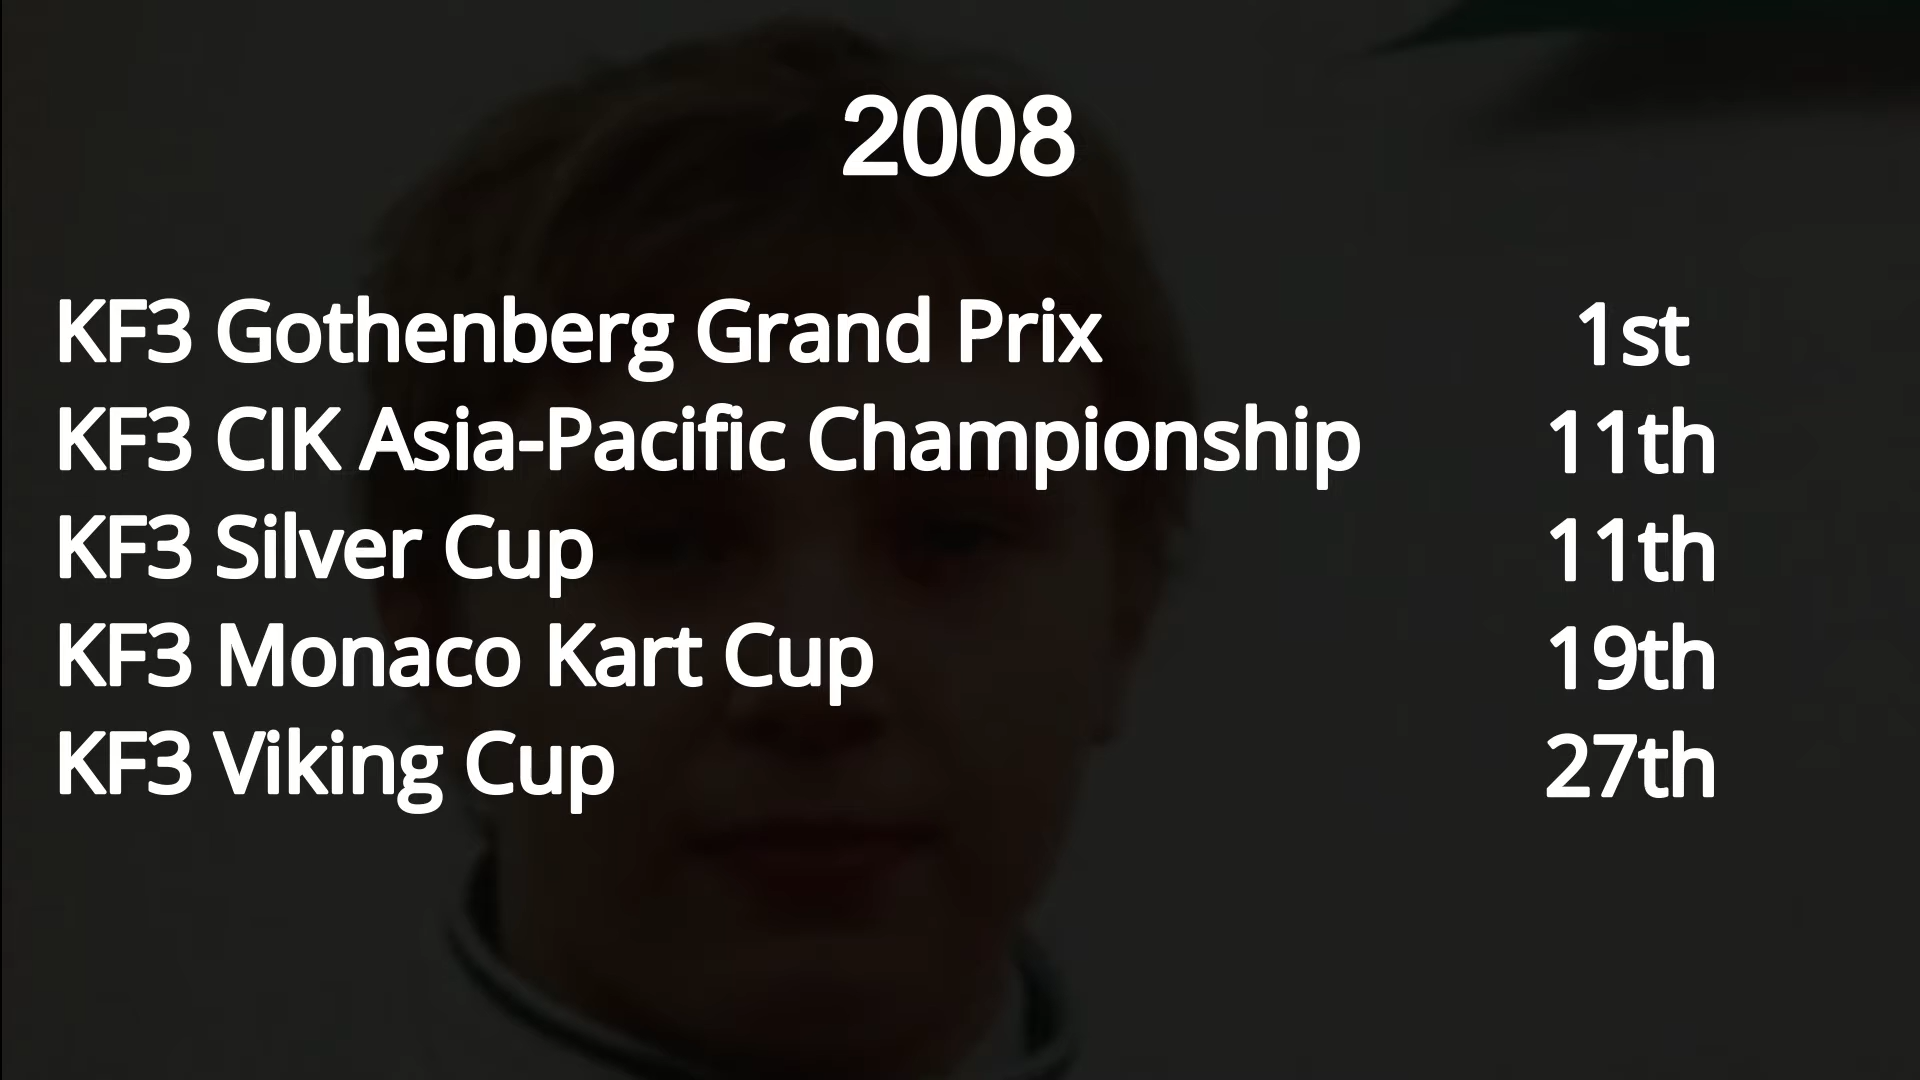 2008
KF3 Gothenberg Grand Prix 1st
KF3 CIK Asia-Pacific Championship 11th
KF3 Silver Cup 11th
KF3 Monaco Kart Cup 19th
KF3 Viking Cup 27th